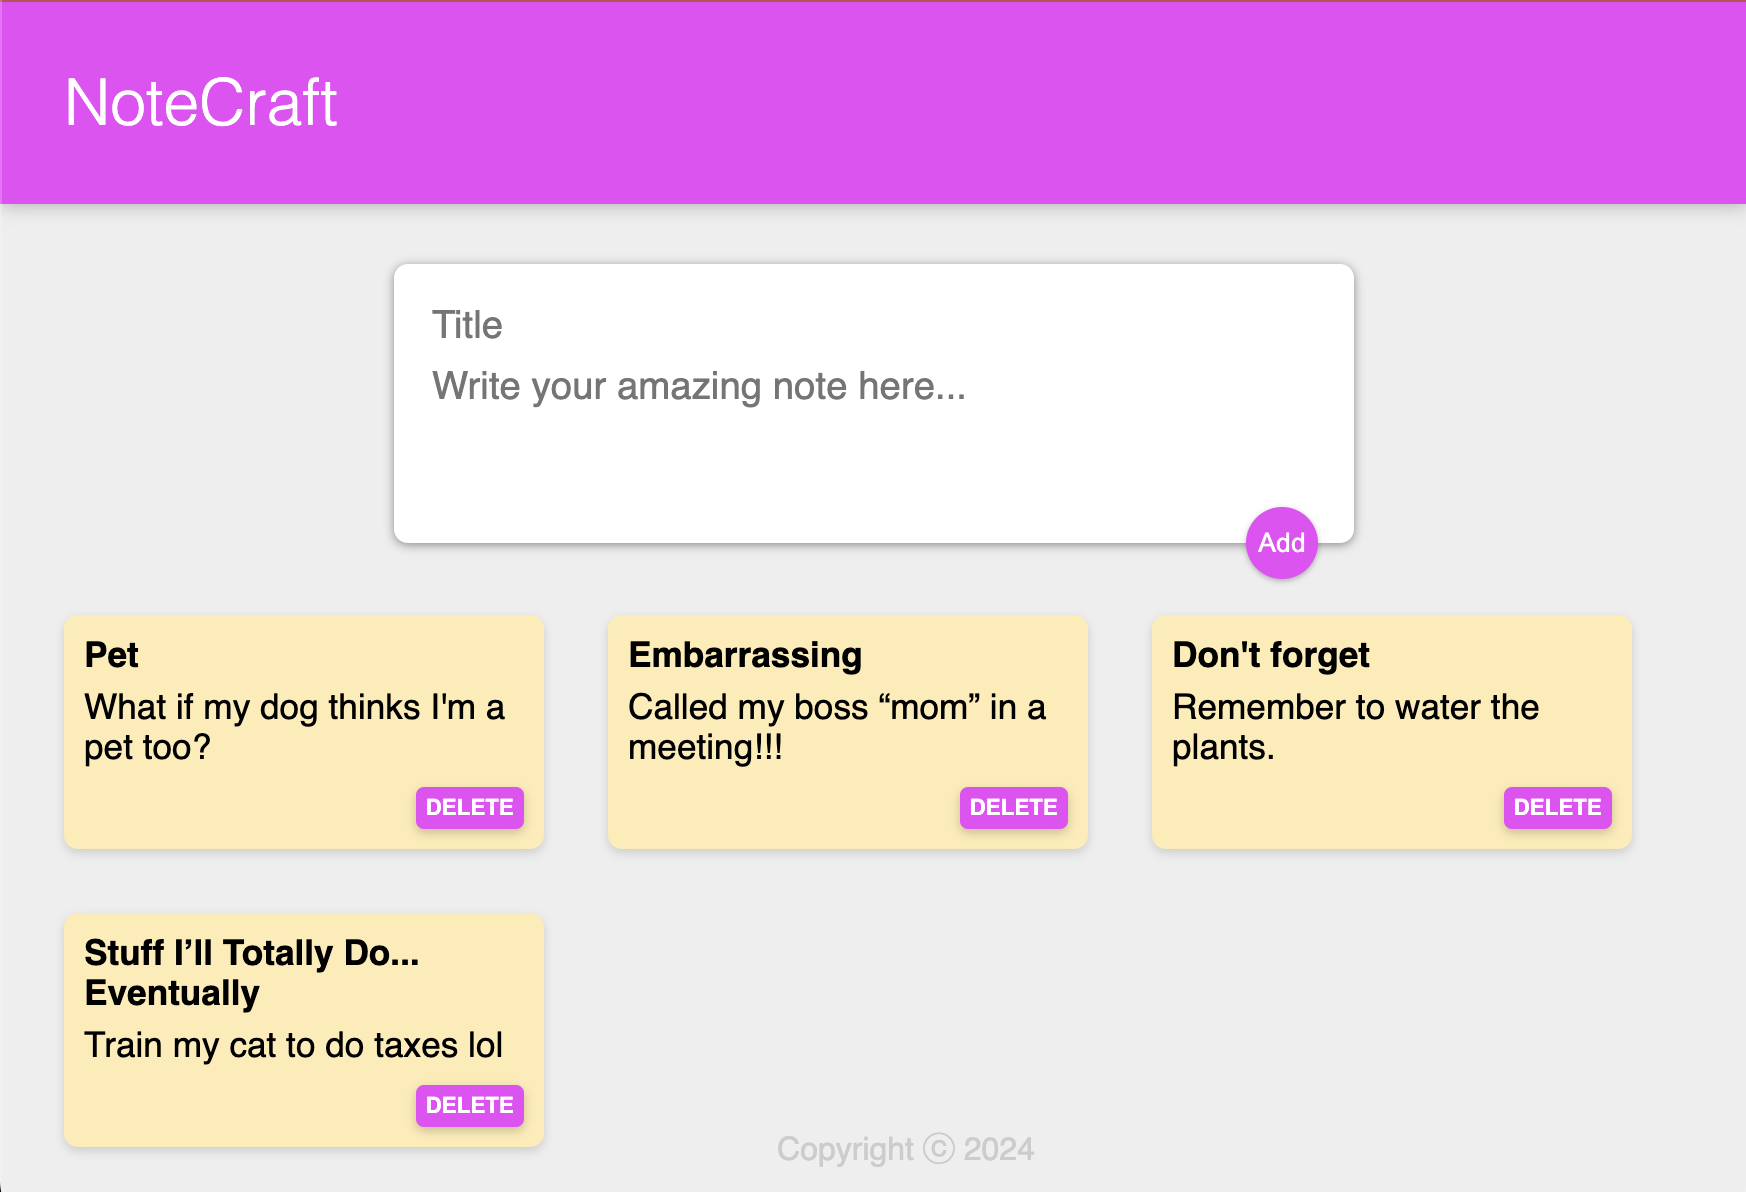 NoteCraft
Title
Write your amazing note here...
Add
Pet
What if my dog thinks I'm a
pet too?
DELETE
Embarrassing
Called my boss “mom” in a
meeting!!!
DELETE
Don't forget
Remember to water the
plants.
DELETE
Stuff I’ll Totally Do...
Eventually
Train my cat to do taxes lol
DELETE
Copyright ⓒ 2024